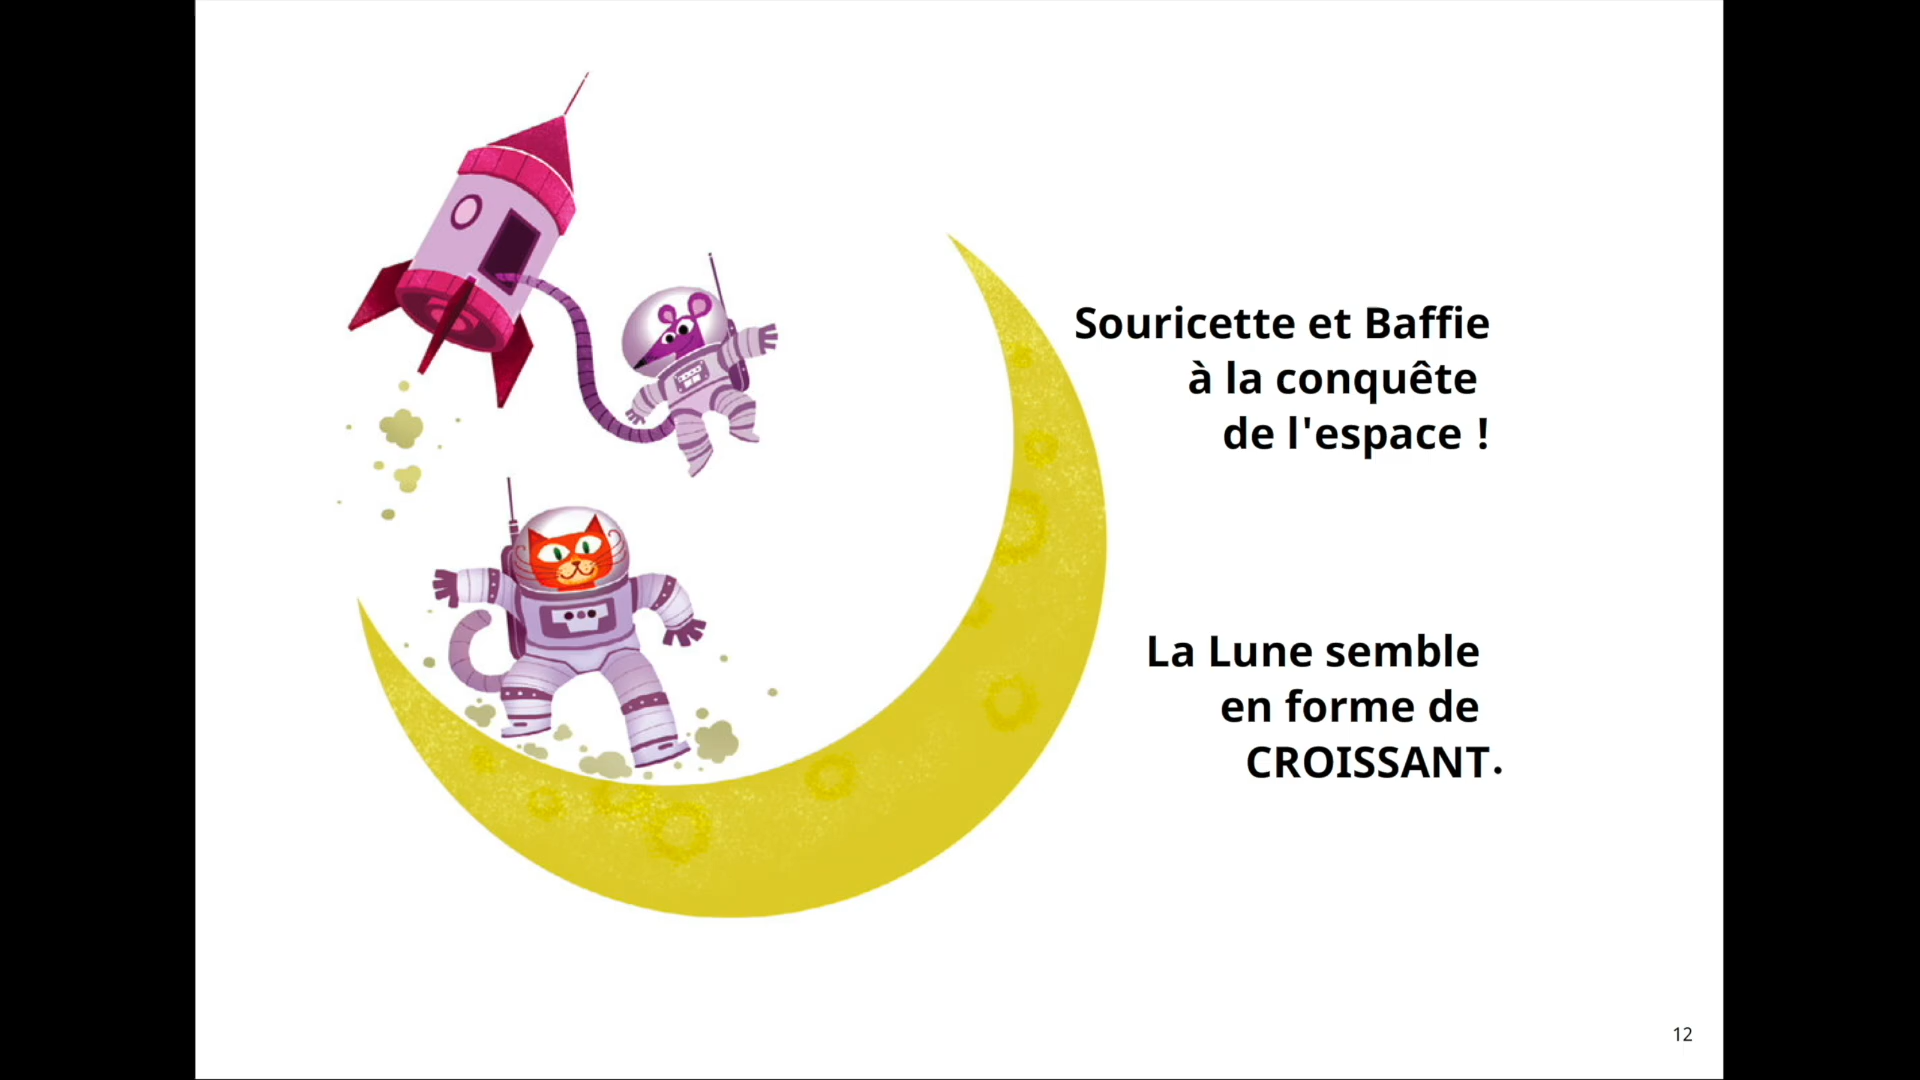 Souricette et Baffie
à la conquête
de l'espace !
La Lune semble
en forme de
CROISSANT.
12